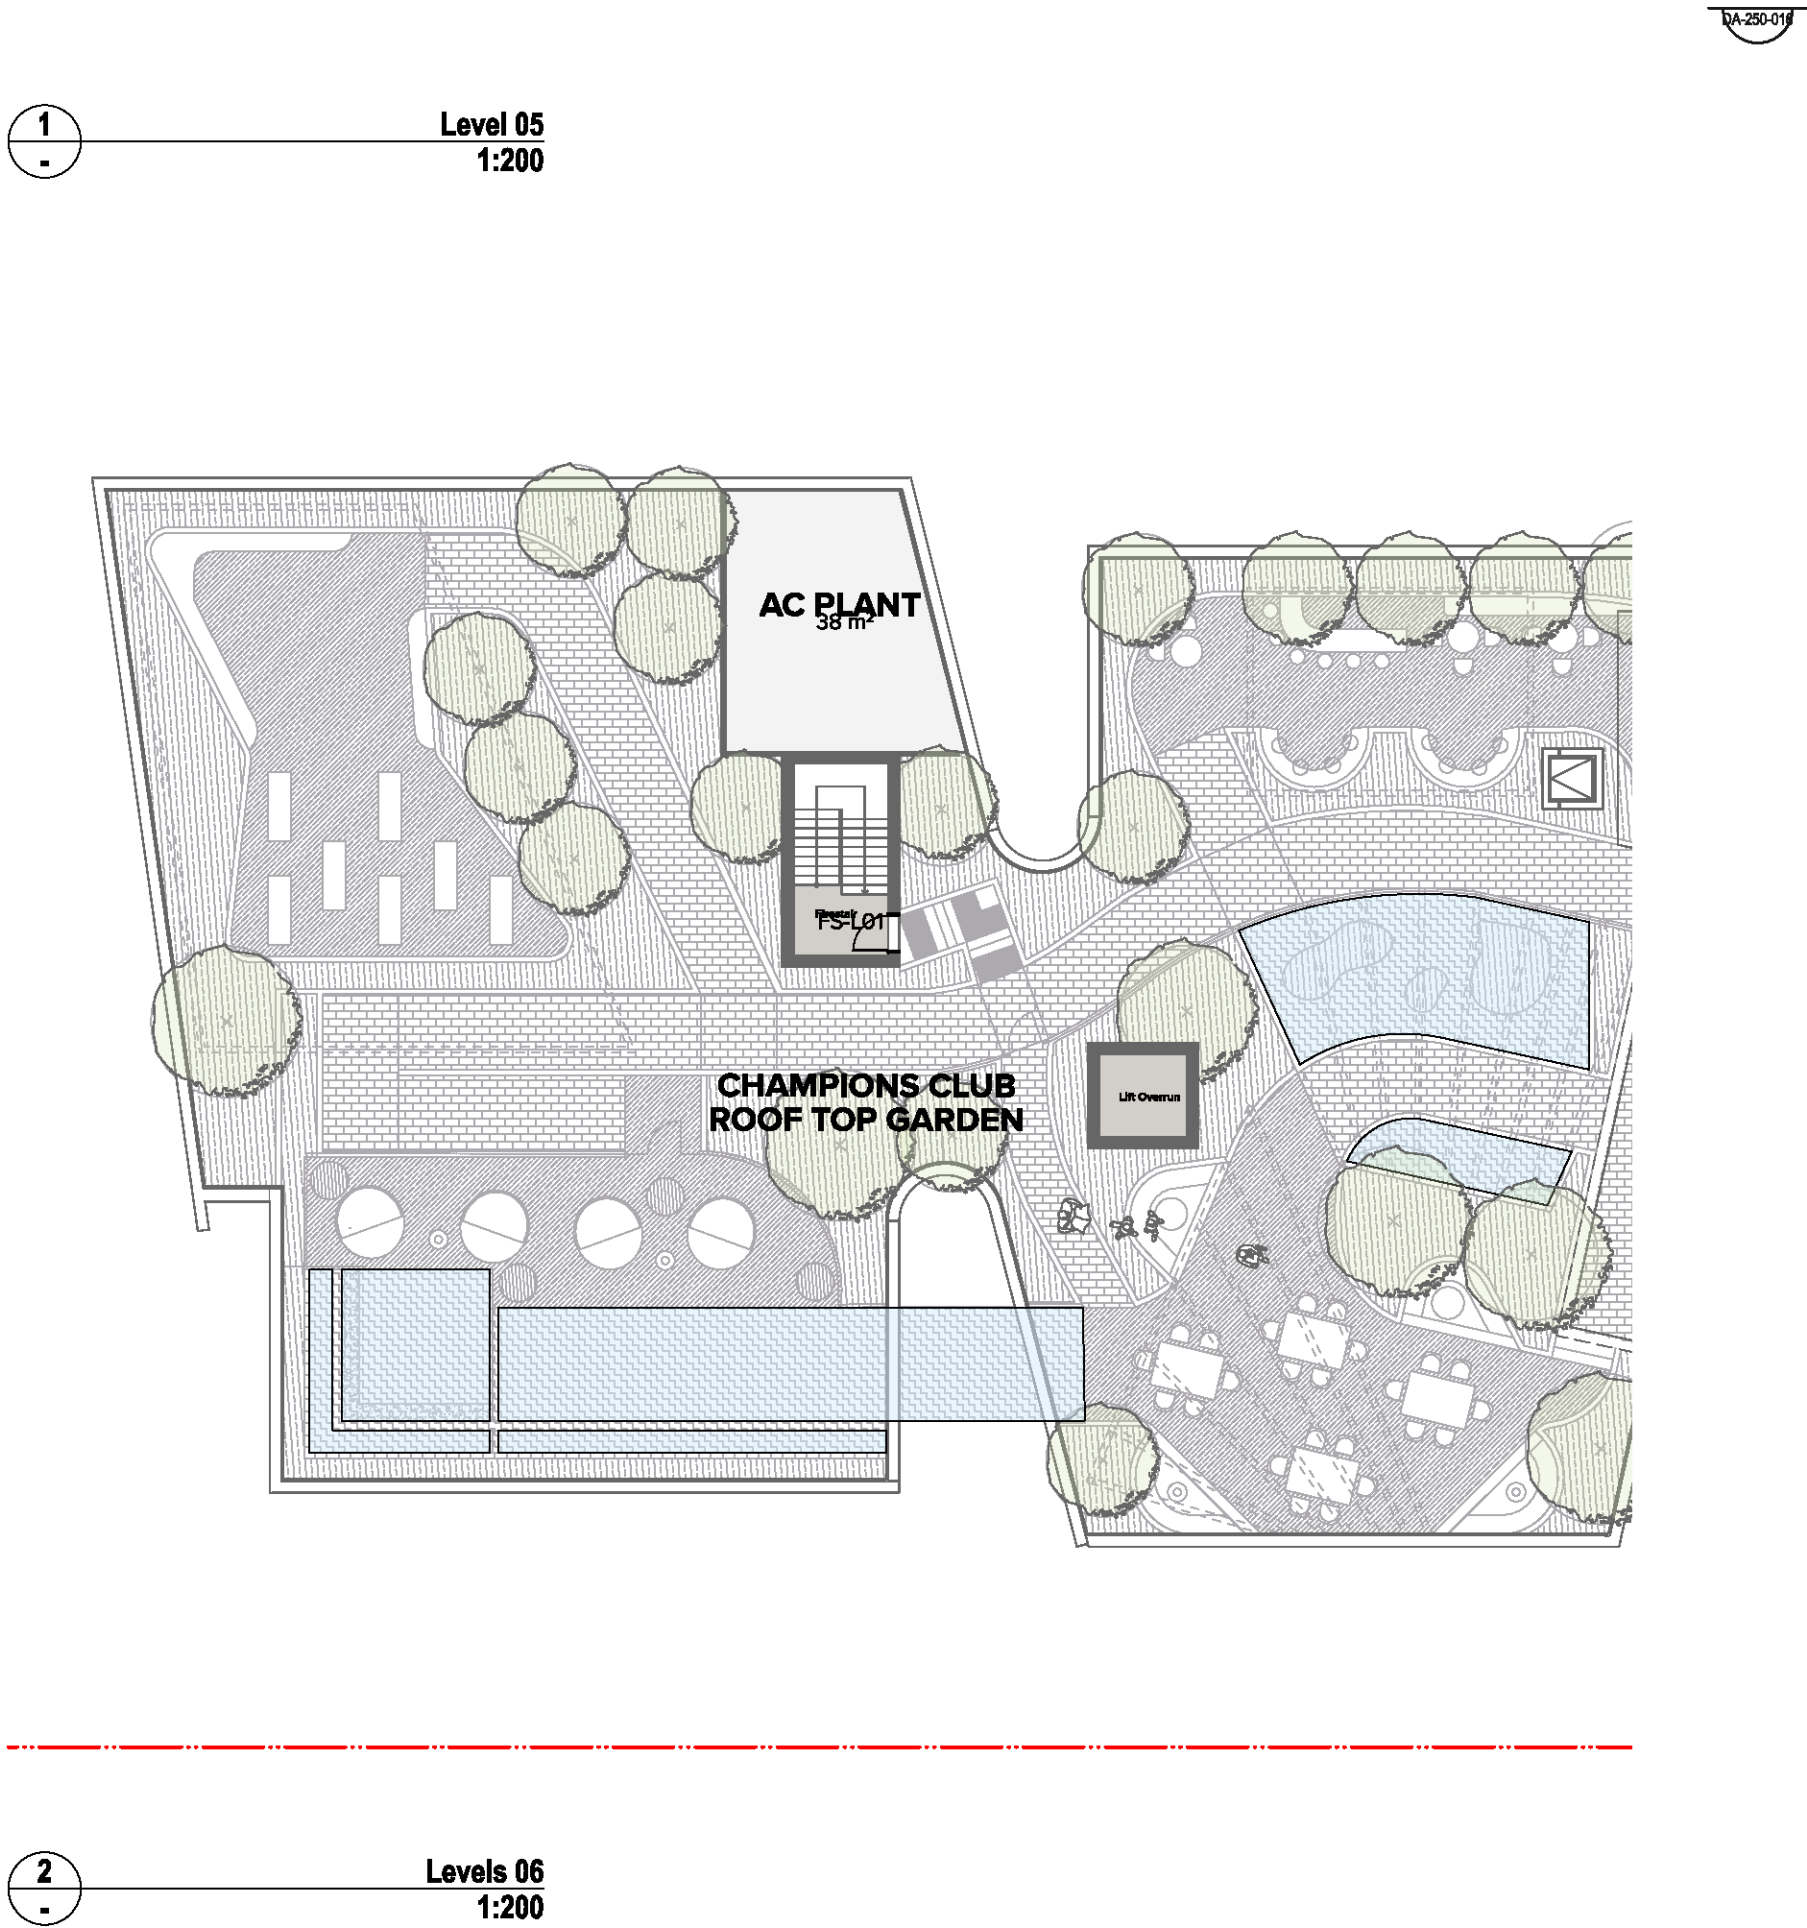 DA-250-016
1
Level 05
-
1:200
AC PLANT
38 m²
Firestair
FS-L01
CHAMPIONS CLUB
ROOF TOP GARDEN
Lift Overrun
2
Levels 06
-
1:200